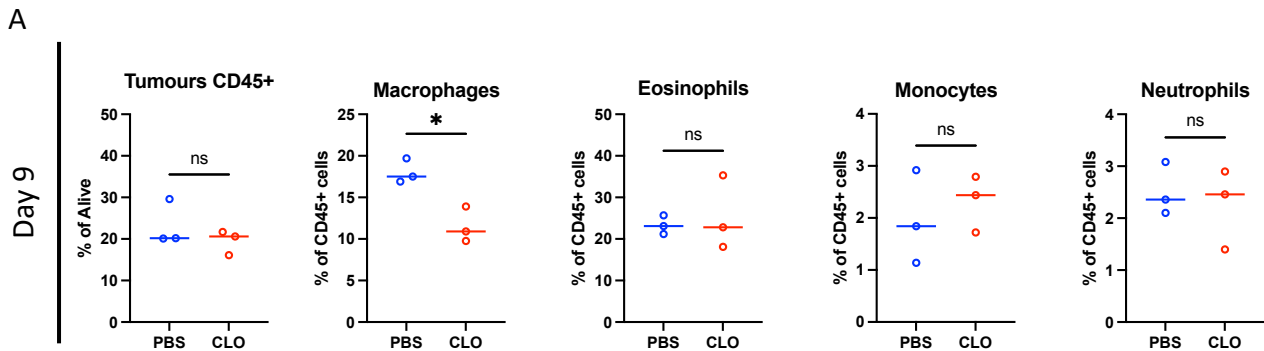 A
Day 9
Tumours CD45+
% of Alive
50
40
30
20
10
0
ns
PBS CLO
Macrophages
% of CD45+ cells
25
20
15
10
5
0
*
PBS CLO
Eosinophils
% of CD45+ cells
50
40
30
20
10
0
ns
PBS CLO
Monocytes
% of CD45+ cells
4
3
2
1
0
ns
PBS CLO
Neutrophils
% of CD45+ cells
4
3
2
1
0
ns
PBS CLO